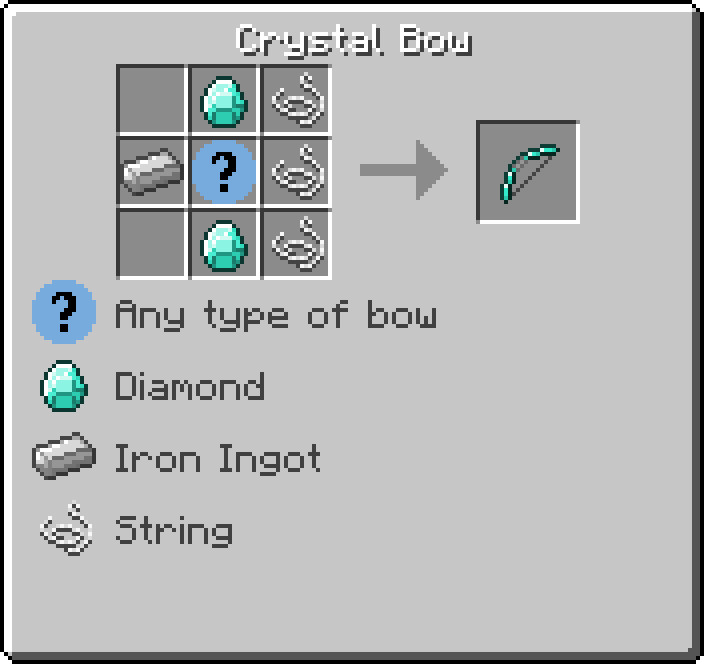 Crystal Bow
?
? Any type of bow
Diamond
Iron Ingot
String